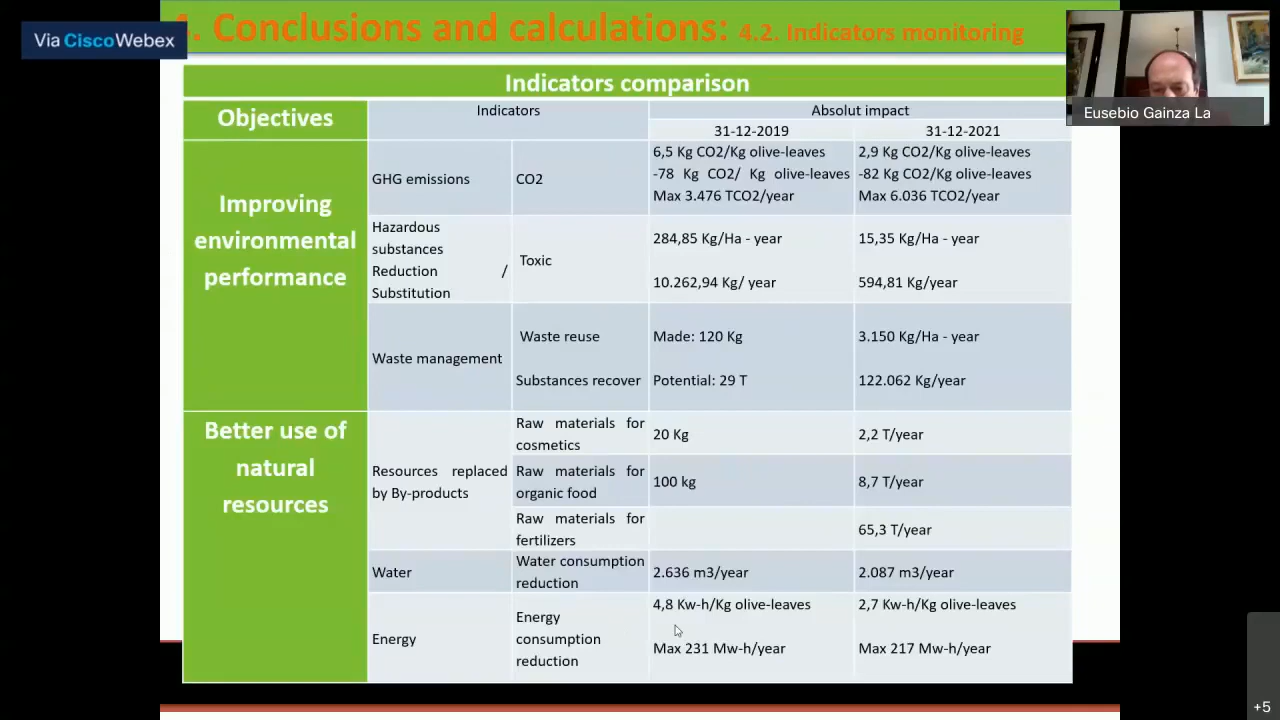 . Conclusions and calculations: 4.2. Indicators monitoring
Via CiscoWebex
Eusebio Gainza La
Indicators comparison
Objectives
Indicators
Absolut impact
31-12-2019
31-12-2021
Improving
environmental
performance
GHG emissions
CO2
6,5 Kg CO2/Kg olive-leaves
-78 Kg CO2/ Kg olive-leaves
Max 3.476 TCO2/year
2,9 Kg CO2/Kg olive-leaves
-82 Kg CO2/Kg olive-leaves
Max 6.036 TCO2/year
Hazardous
substances
Reduction /
Substitution
Toxic
284,85 Kg/Ha - year
10.262,94 Kg/ year
15,35 Kg/Ha - year
594,81 Kg/year
Waste management
Waste reuse
Substances recover
Made: 120 Kg
Potential: 29 T
3.150 Kg/Ha - year
122.062 Kg/year
Better use of
natural
resources
Resources replaced
by By-products
Raw materials for
cosmetics
20 Kg
2,2 T/year
Raw materials for
organic food
100 kg
8,7 T/year
Raw materials for
fertilizers
65,3 T/year
Water
Water consumption
reduction
2.636 m3/year
2.087 m3/year
Energy
Energy
consumption
reduction
4,8 Kw-h/Kg olive-leaves
Max 231 Mw-h/year
2,7 Kw-h/Kg olive-leaves
Max 217 Mw-h/year
+5